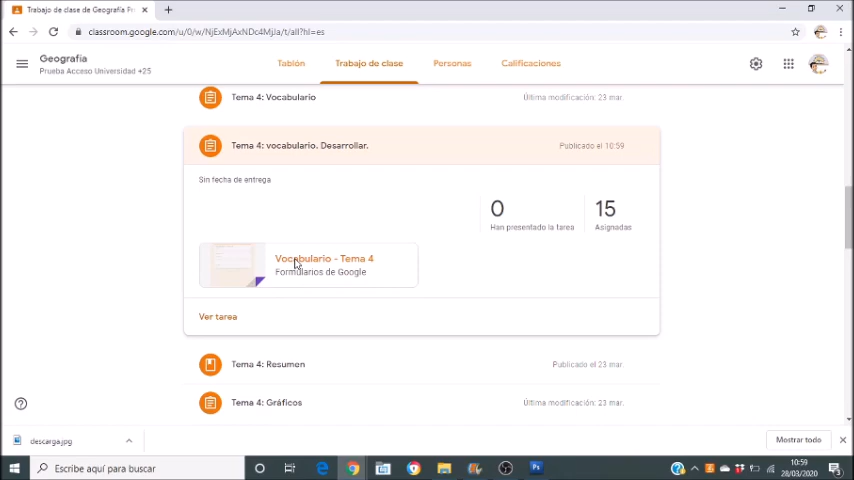 Trabajo de clase de Geografía Pr
classroom.google.com/u/0/w/NjExMjAxNDc4MjJa/t/all?hl=es
Geografía
Prueba Acceso Universidad +25
Tablón
Trabajo de clase
Personas
Calificaciones
Tema 4: Vocabulario
Última modificación: 23 mar.
Tema 4: vocabulario. Desarrollar.
Publicado el 10:59
Sin fecha de entrega
0
Han presentado la tarea
15
Asignadas
Vocabulario - Tema 4
Formularios de Google
Ver tarea
Tema 4: Resumen
Publicado el 23 mar.
Tema 4: Gráficos
Última modificación: 23 mar.
descarga.jpg
Mostrar todo
Escribe aquí para buscar
10:59
28/03/2020